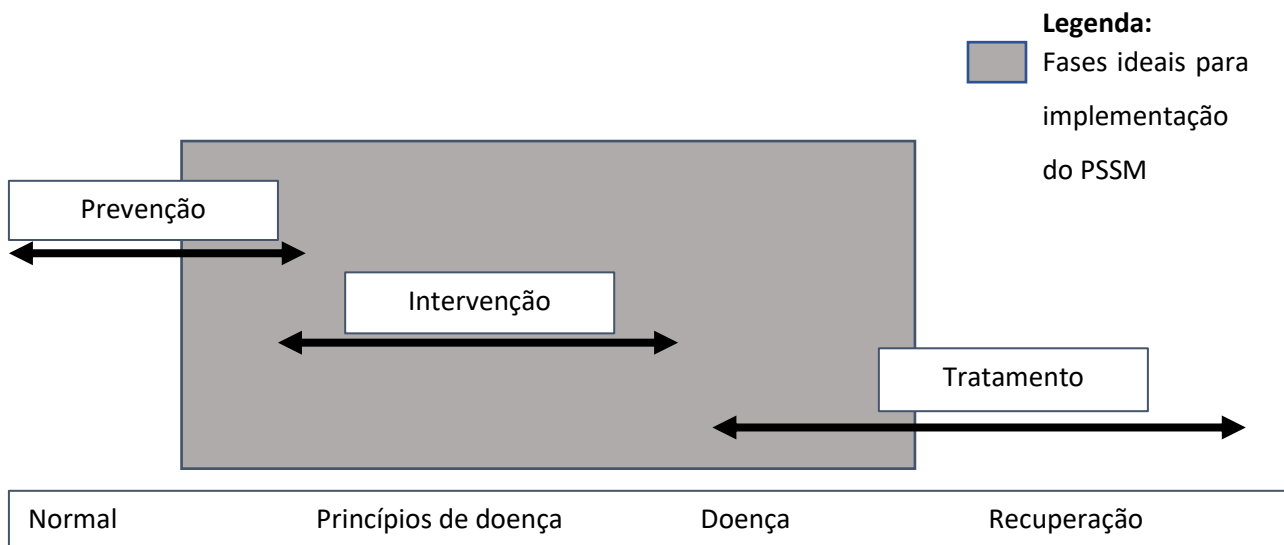 Legenda:
Fases ideais para
implementação
do PSSM
Prevenção
Intervenção
Tratamento
Normal Princípios de doença Doença Recuperação